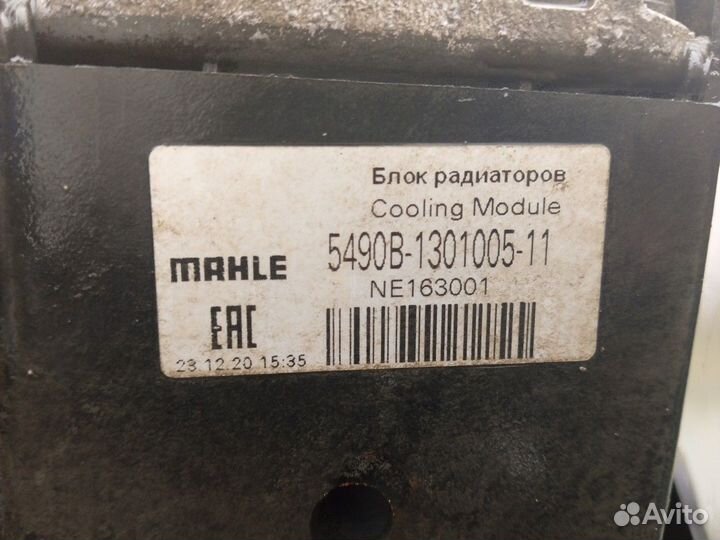 Блок радиаторов
Cooling Module
MAHLE
5490B-1301005-11
NE163001
EAC
23.12.20 15:35
Avito